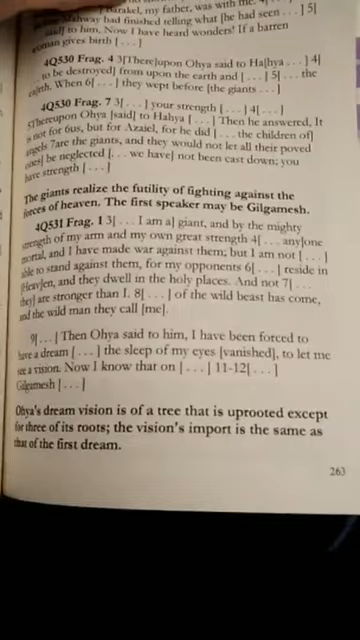 Barakel, my father, was with me. 4[
Mahway had finished telling what [he had seen . . . ] 5[
said] to him, Now I have heard wonders! If a barren
woman gives birth [ . . . ]
4Q530 Frag. 4 3[There]upon Ohya said to Ha[hya . . . ] 4[
. . . to be destroyed] from upon the earth and [ . . . ] 5[ . . . the
ea]rth. When 6[ . . . ] they wept before [the giants . . . ]
4Q530 Frag. 7 3[ . . . ] your strength [ . . . ] 4[ . . . ]
5Thereupon Ohya [said] to Hahya [ . . . ] Then he answered, It
is not for 6us, but for Azaiel, for he did [ . . . the children of]
angels 7are the giants, and they would not let all their poved
ones] be neglected [. . . we have] not been cast down; you
have strength [ . . . ]
The giants realize the futility of fighting against the
forces of heaven. The first speaker may be Gilgamesh.
4Q531 Frag. 1 3[ . . . I am a] giant, and by the mighty
strength of my arm and my own great strength 4[ . . . any]one
mortal, and I have made war against them; but I am not [ . . . ]
able to stand against them, for my opponents 6[ . . . ] reside in
[Heav]en, and they dwell in the holy places. And not 7[ . . .
they] are stronger than I. 8[ . . . ] of the wild beast has come,
and the wild man they call [me].
9[ . . . ] Then Ohya said to him, I have been forced to
have a dream [ . . . ] the sleep of my eyes [vanished], to let me
see a vision. Now I know that on [ . . . ] 11-12[ . . . ]
Gilgamesh [ . . . ]
Ohya's dream vision is of a tree that is uprooted except
for three of its roots; the vision's import is the same as
that of the first dream.
263